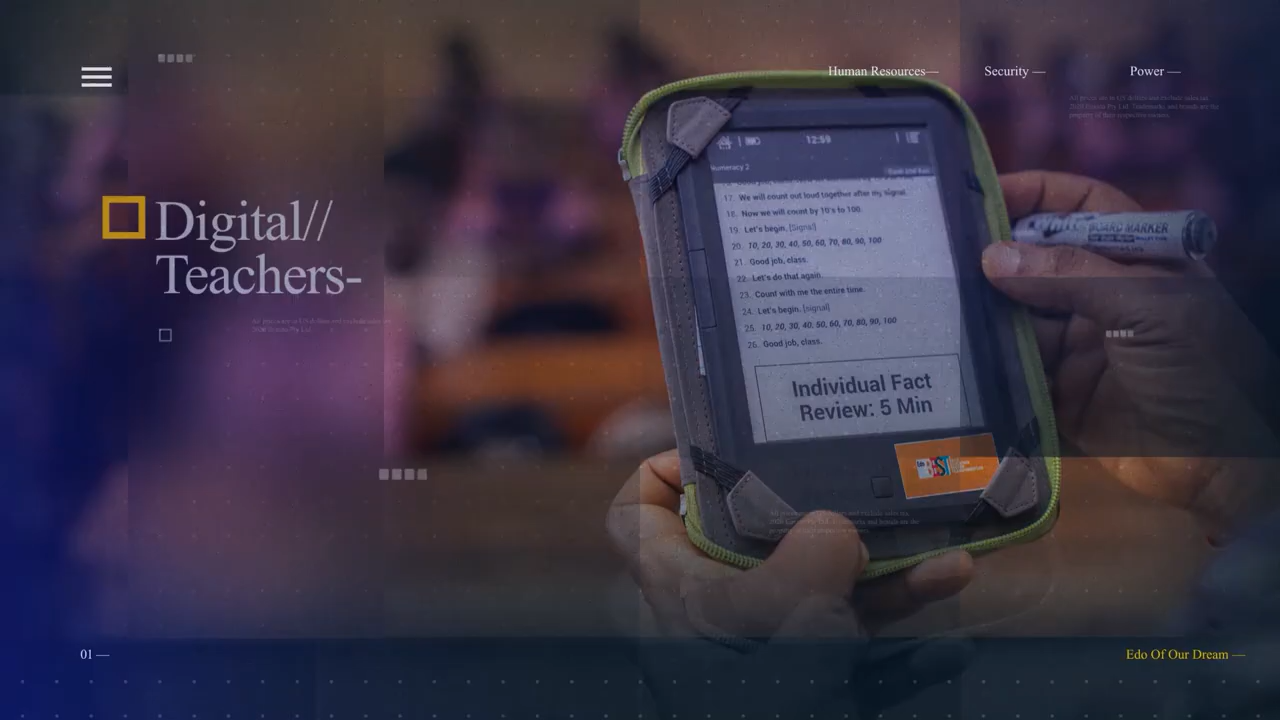 Human Resources—
Security —
Power —
Digital//
Teachers-
12:59
Numeracy 2
17. We will count out loud together after my signal.
18. Now we will count by 10's to 100.
19. Let's begin. [Signal]
20. 10, 20, 30, 40, 50, 60, 70, 80, 90, 100
21. Good job, class.
22. Let's do that again.
23. Count with me the entire time.
24. Let's begin. [signal]
25. 10, 20, 30, 40, 50, 60, 70, 80, 90, 100
26. Good job, class.
Individual Fact
Review: 5 Min
BOARD MARKER
BEST
01 —
Edo Of Our Dream —